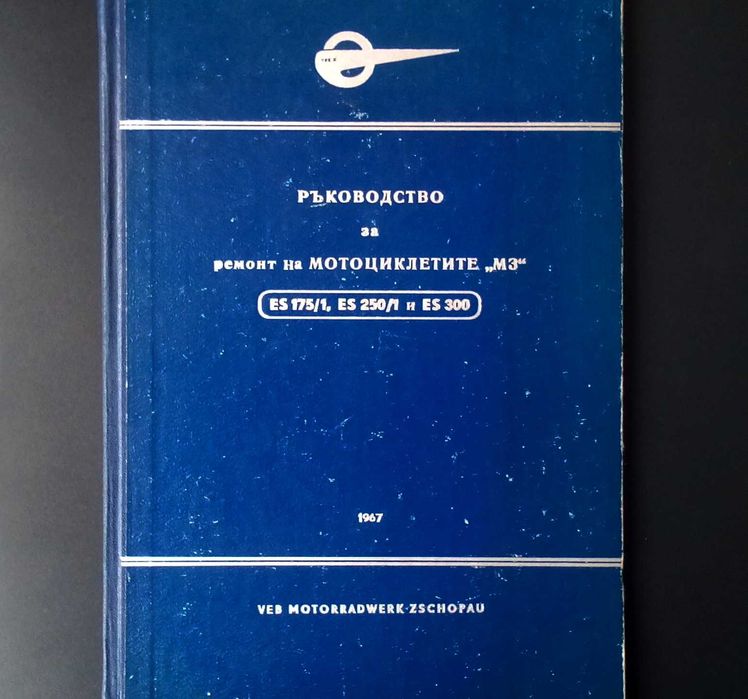 РЪКОВОДСТВО
за
ремонт на МОТОЦИКЛЕТИТЕ „МЗ“
ES 175/1, ES 250/1 и ES 300
1967
VEB MOTORRADWERK·ZSCHOPAU